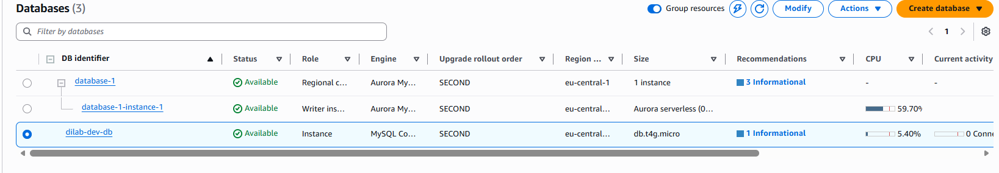 Databases (3)
Group resources
Modify
Actions
Create database
Filter by databases
1
DB identifier Status Role Engine Upgrade rollout order Region ... Size Recommendations CPU Current activity
database-1 Available Regional c... Aurora My... SECOND eu-central-1 1 instance 3 Informational - -
database-1-instance-1 Available Writer ins... Aurora My... SECOND eu-central... Aurora serverless (0... 59.70%
dilab-dev-db Available Instance MySQL Co... SECOND eu-central... db.t4g.micro 1 Informational 5.40% 0 Conne